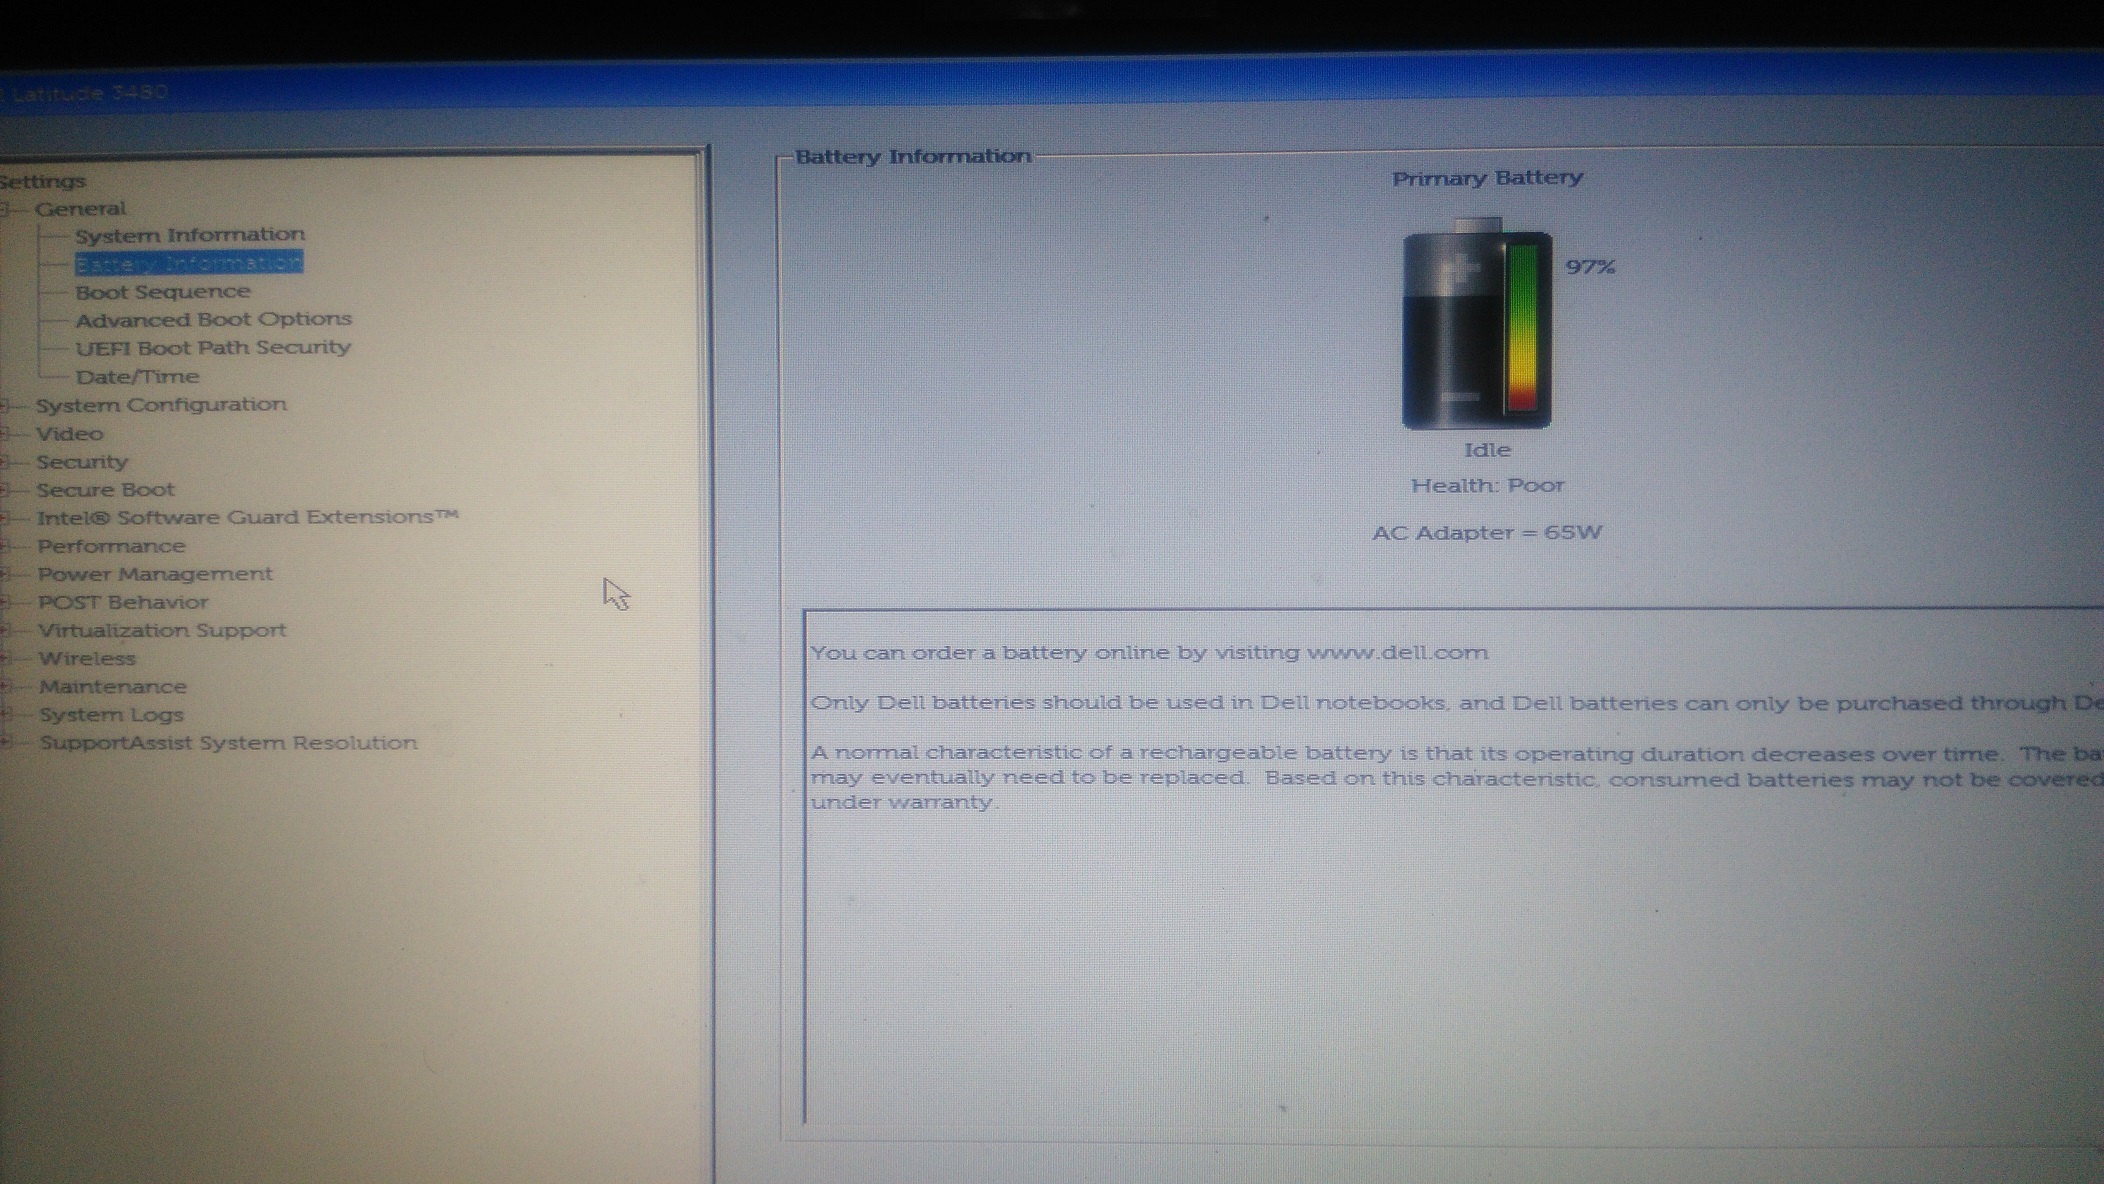 Latitude 3480
Settings
General
System Information
Battery Information
Boot Sequence
Advanced Boot Options
UEFI Boot Path Security
Date/Time
System Configuration
Video
Security
Secure Boot
Intel® Software Guard Extensions™
Performance
Power Management
POST Behavior
Virtualization Support
Wireless
Maintenance
System Logs
SupportAssist System Resolution
Battery Information
Primary Battery
97%
Idle
Health: Poor
AC Adapter = 65W
You can order a battery online by visiting www.dell.com
Only Dell batteries should be used in Dell notebooks, and Dell batteries can only be purchased through De
A normal characteristic of a rechargeable battery is that its operating duration decreases over time. The ba
may eventually need to be replaced. Based on this characteristic, consumed batteries may not be covered
under warranty.